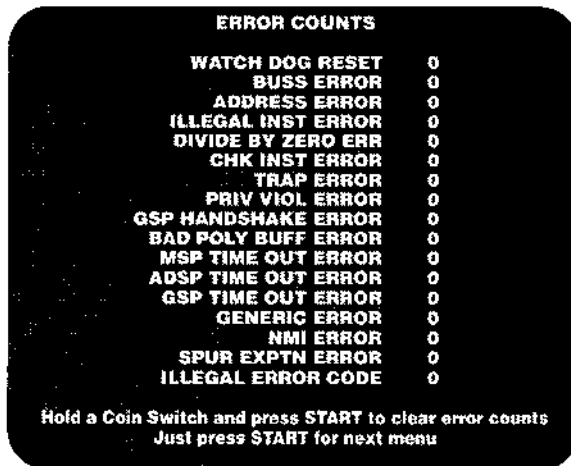 ERROR COUNTS
WATCH DOG RESET 0
BUSS ERROR 0
ADDRESS ERROR 0
ILLEGAL INST ERROR 0
DIVIDE BY ZERO ERR 0
CHK INST ERROR 0
TRAP ERROR 0
PRIV VIOL ERROR 0
GSP HANDSHAKE ERROR 0
BAD POLY BUFF ERROR 0
MSP TIME OUT ERROR 0
ADSP TIME OUT ERROR 0
GSP TIME OUT ERROR 0
GENERIC ERROR 0
NMI ERROR 0
SPUR EXPTN ERROR 0
ILLEGAL ERROR CODE 0
Hold a Coin Switch and press START to clear error counts
Just press START for next menu